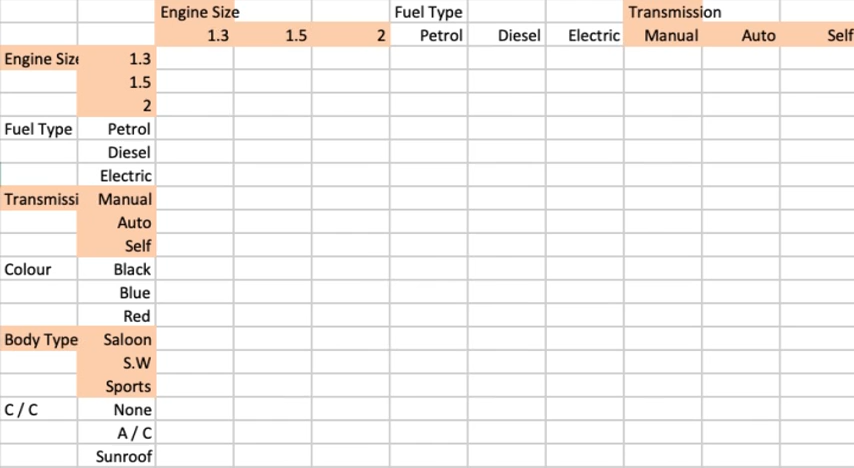 Engine Size Fuel Type Transmission
1.3 1.5 2 Petrol Diesel Electric Manual Auto Self
Engine Size 1.3
1.5
2
Fuel Type Petrol
Diesel
Electric
Transmissi Manual
Auto
Self
Colour Black
Blue
Red
Body Type Saloon
S.W
Sports
C / C None
A / C
Sunroof